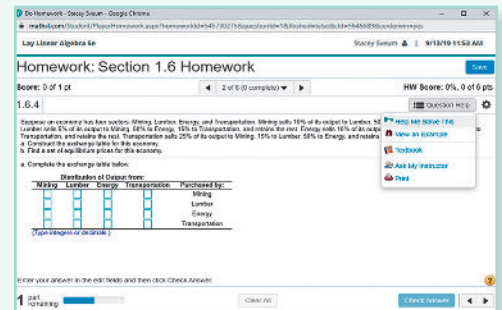 Do Homework - Stacey Sveum - Google Chrome
Lay Linear Algebra 5e
Stacey Sveum
9/13/19 11:53 AM
Homework: Section 1.6 Homework
Save
Score: 0 of 1 pt
2 of 6 (0 complete)
HW Score: 0%, 0 of 6 pts
1.6.4
Question Help
Suppose an economy has four sectors, Mining, Lumber, Energy, and Transportation. Mining sells 10% of its output to Lumber,
Lumber sells 5% of its output to Mining, 50% to Energy, 15% to Transportation, and retains the rest. Energy sells 10% of its
Transportation, and retains the rest. Transportation sells 25% of its output to Mining, 15% to Lumber, 50% to Energy, and retains
a. Construct the exchange table for this economy.
b. Find a set of equilibrium prices for this economy.
Help Me Solve This
View an Example
Textbook
Ask My Instructor
Print
a. Complete the exchange table below.
Distribution of Output from:
Mining Lumber Energy Transportation Purchased by:
Mining
Lumber
Energy
Transportation
(Type integers or decimals.)
Enter your answer in the edit fields and then click Check Answer.
1 part remaining
Clear All
Check Answer